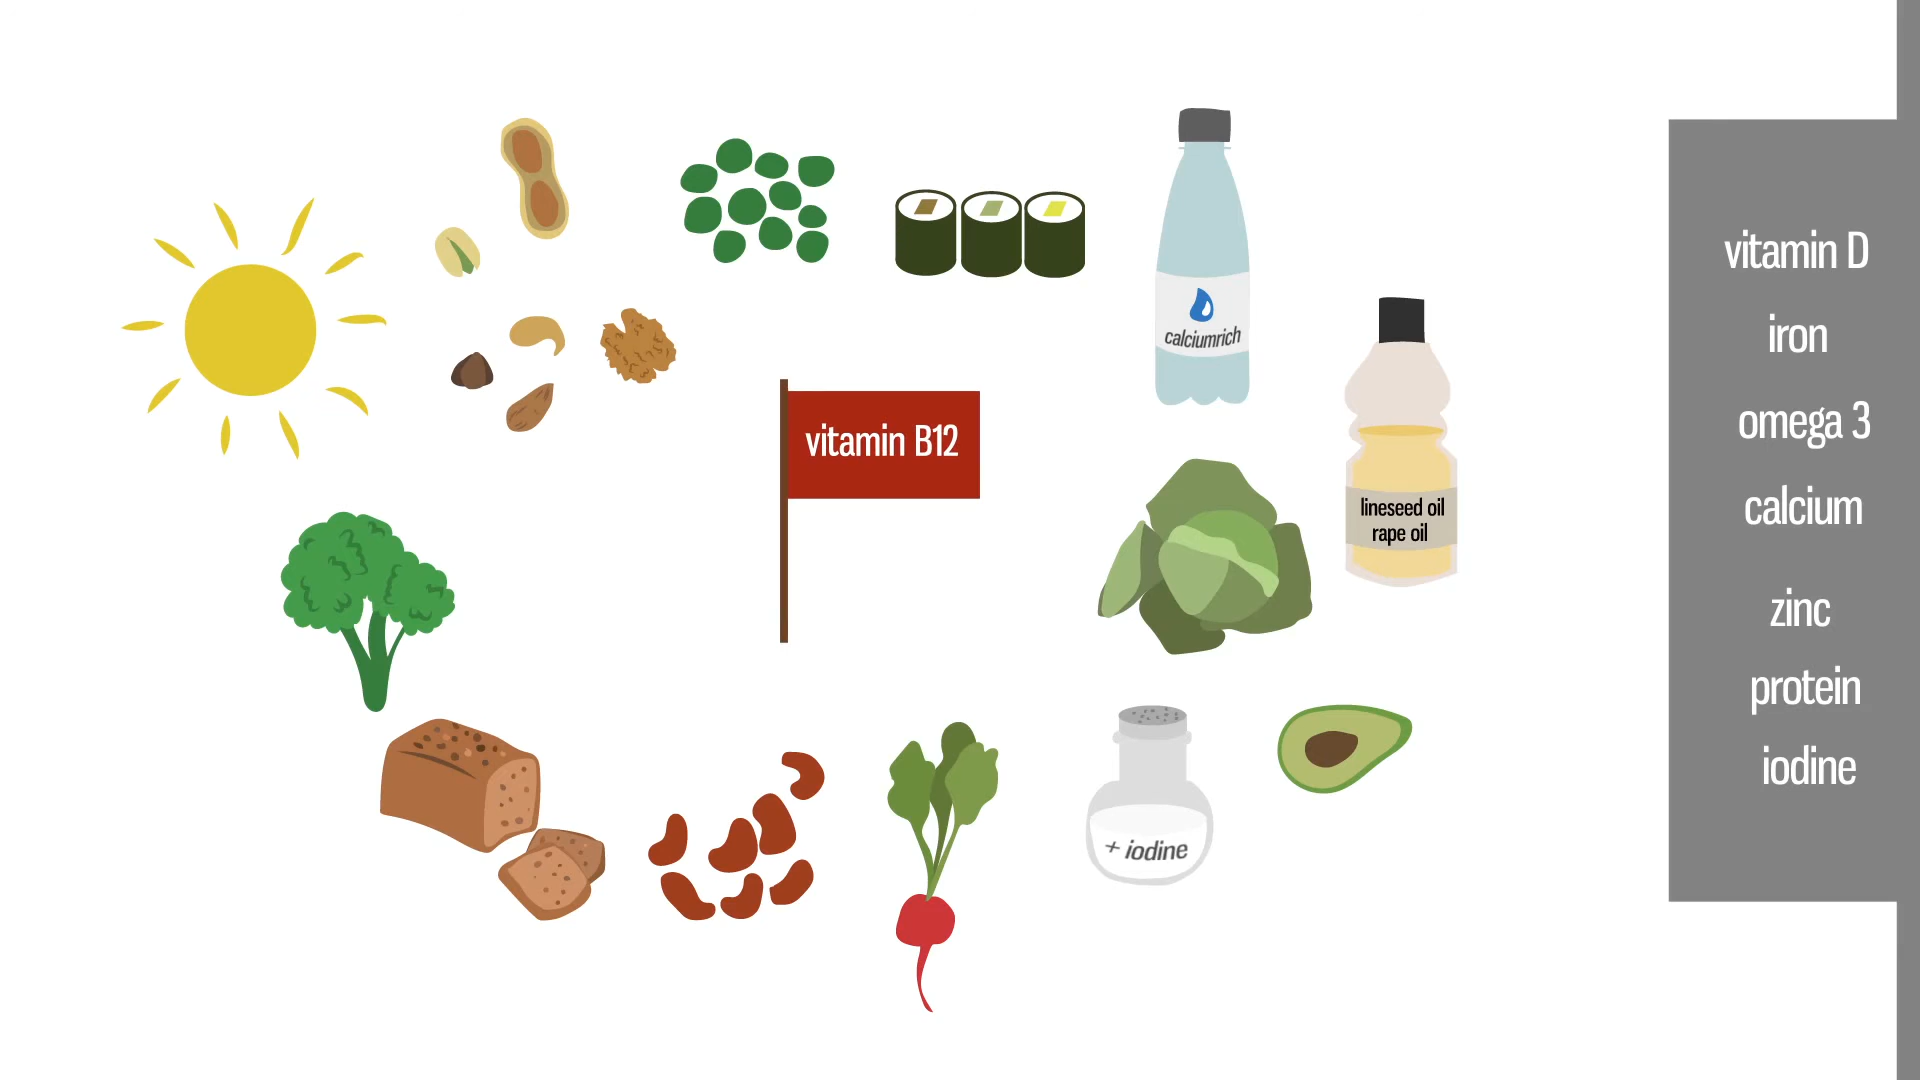 calciumrich
vitamin B12
lineseed oil
rape oil
+ iodine
vitamin D
iron
omega 3
calcium
zinc
protein
iodine